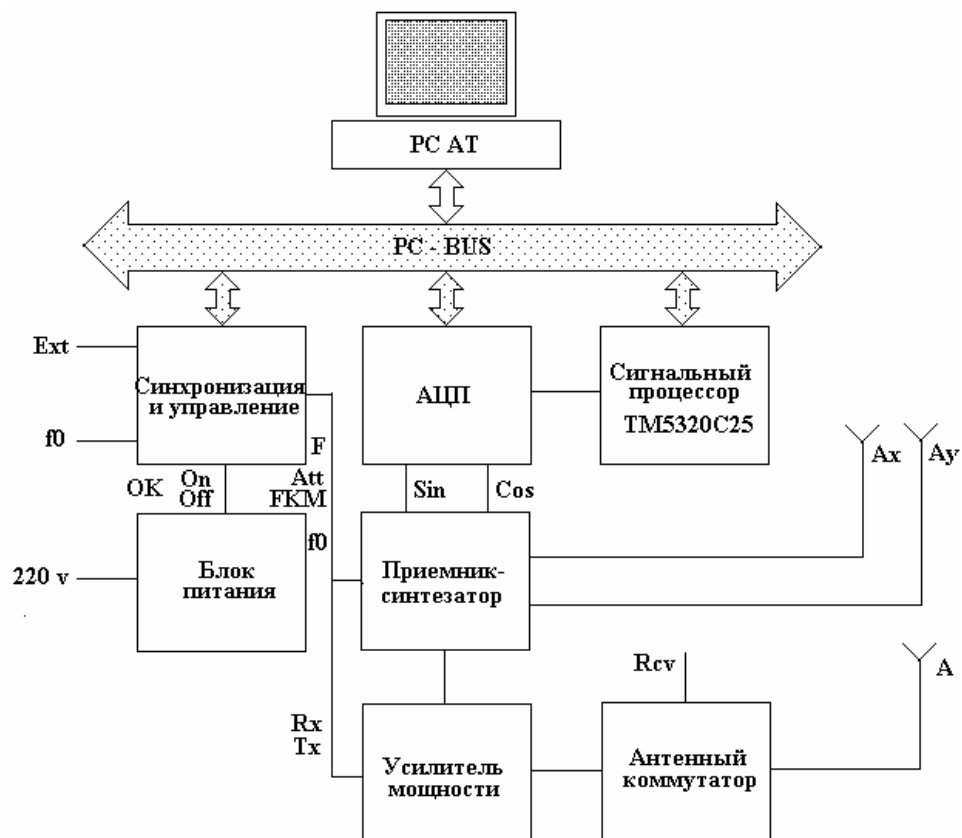 PC AT
PC - BUS
Ext
Синхронизация
и управление
f0
F
АЦП
Сигнальный
процессор
TM5320C25
Ax
Ay
OK
On
Off
Att
FKM
f0
Sin
Cos
220 v
Блок
питания
Приемник-
синтезатор
Rcv
A
Rx
Tx
Усилитель
мощности
Антенный
коммутатор